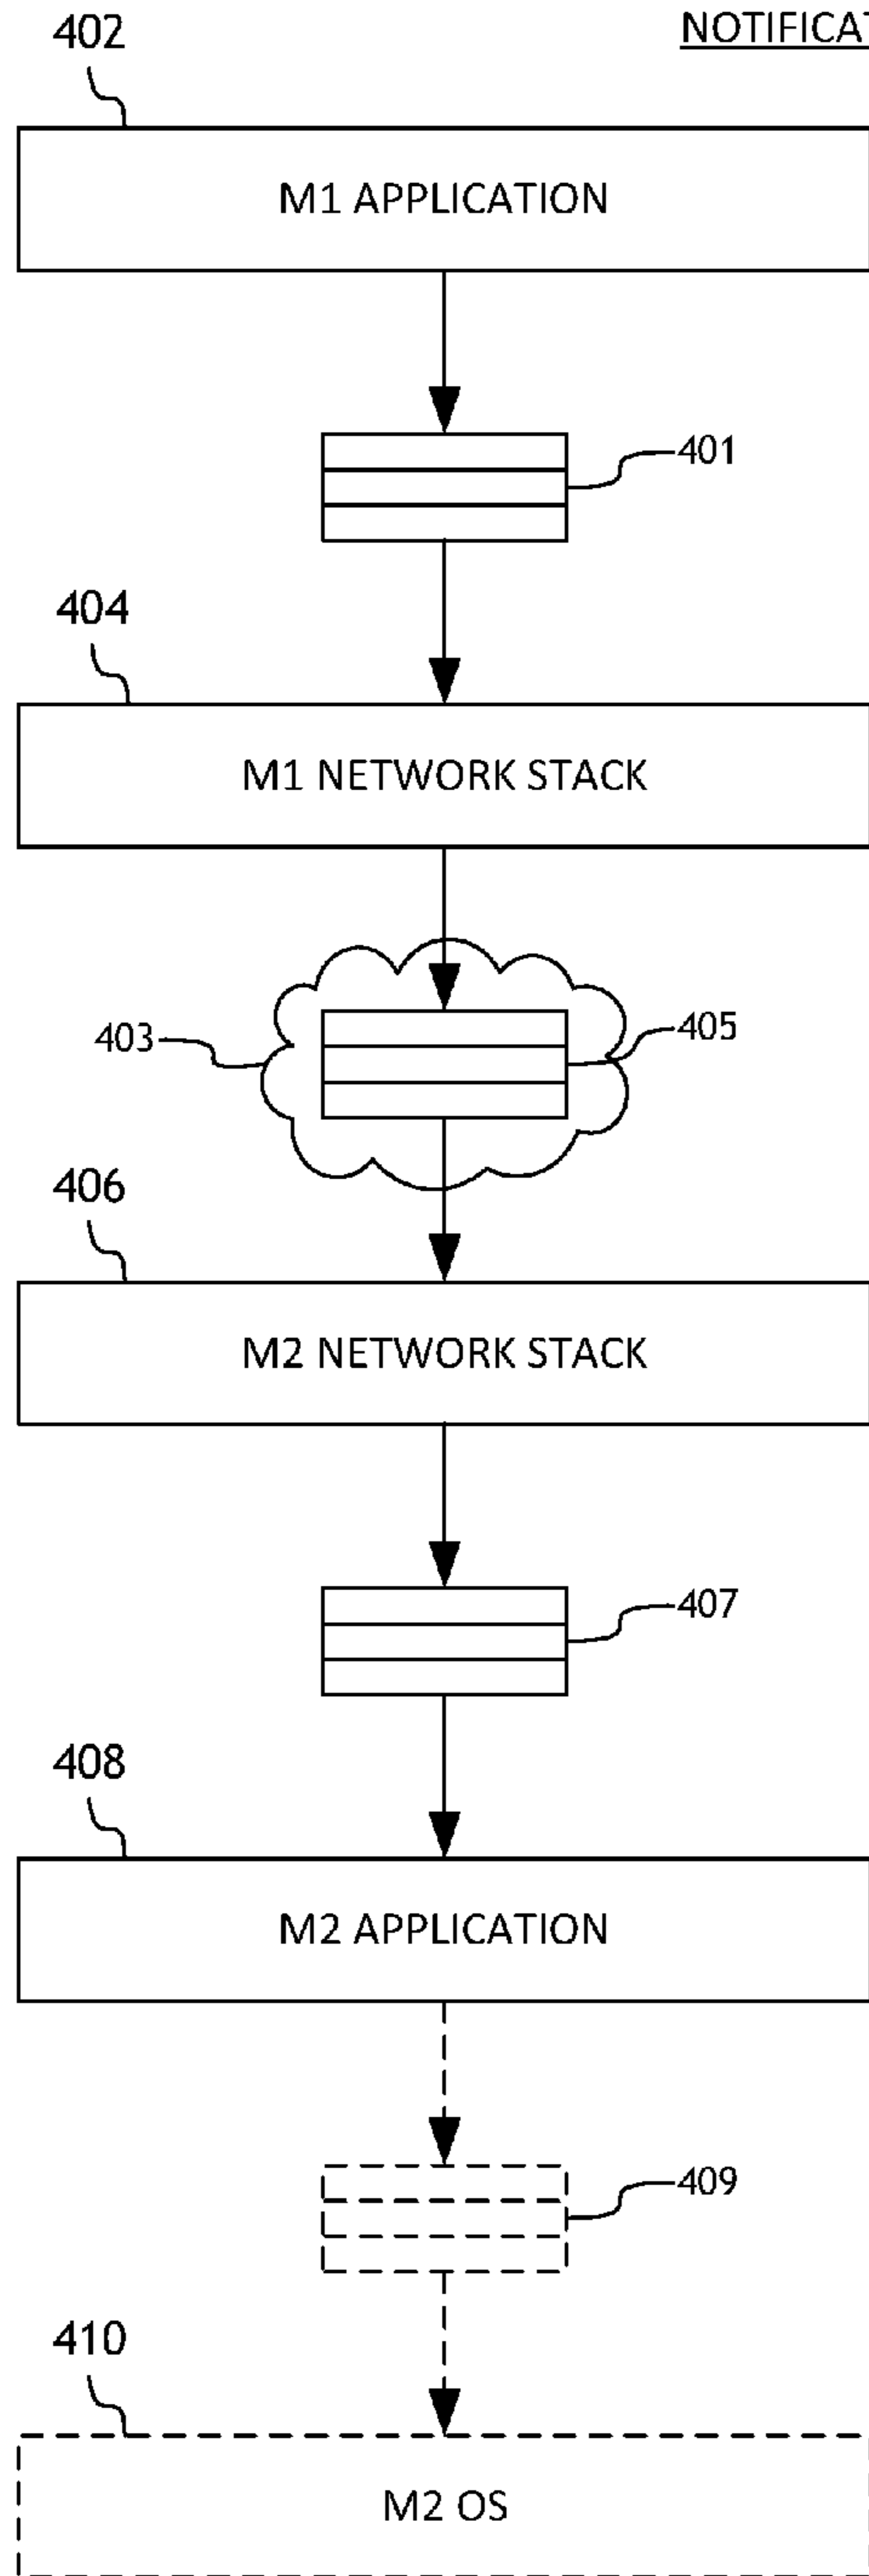 402
NOTIFICAT
M1 APPLICATION
401
404
M1 NETWORK STACK
403
405
406
M2 NETWORK STACK
407
408
M2 APPLICATION
409
410
M2 OS